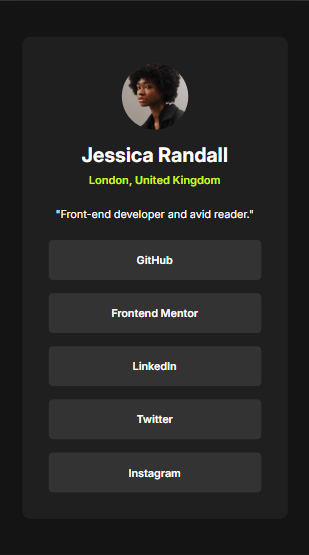 Jessica Randall
London, United Kingdom
"Front-end developer and avid reader."
GitHub
Frontend Mentor
LinkedIn
Twitter
Instagram